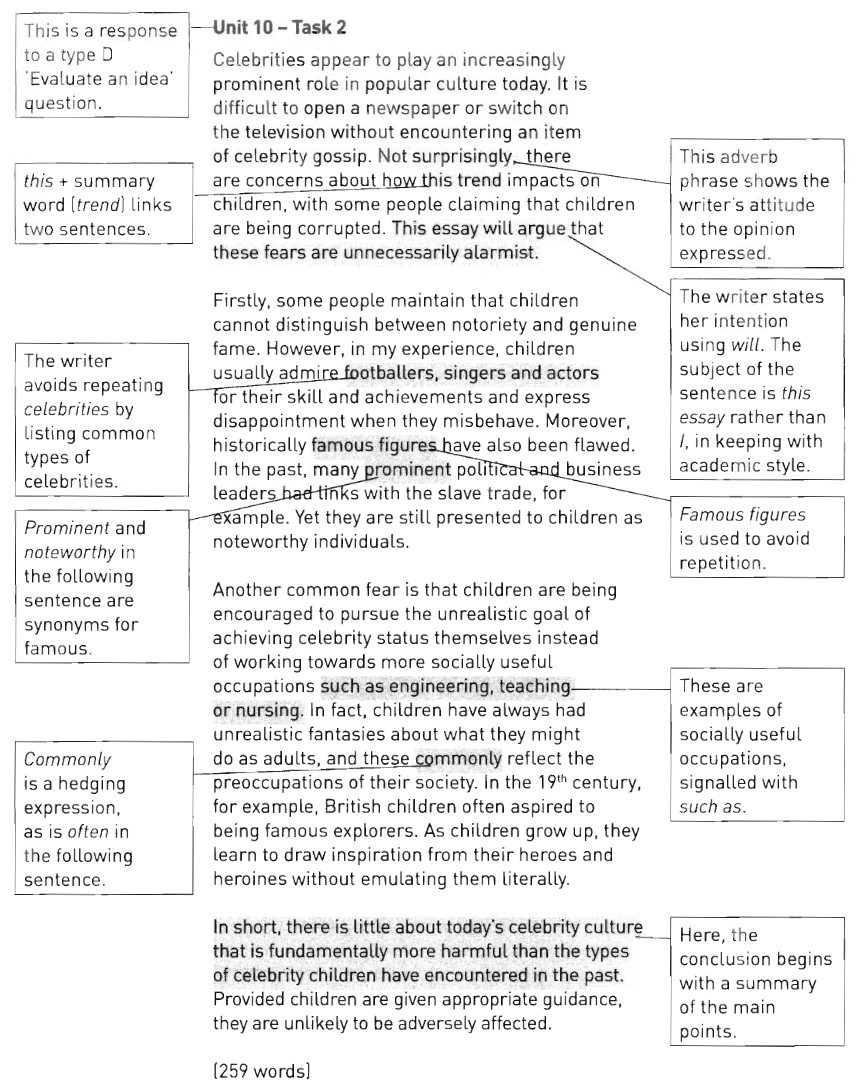 This is a response
to a type D
'Evaluate an idea'
question.
this + summary
word (trend) links
two sentences.
The writer
avoids repeating
celebrities by
listing common
types of
celebrities.
Prominent and
noteworthy in
the following
sentence are
synonyms for
famous.
Commonly
is a hedging
expression,
as is often in
the following
sentence.
Unit 10 – Task 2
Celebrities appear to play an increasingly
prominent role in popular culture today. It is
difficult to open a newspaper or switch on
the television without encountering an item
of celebrity gossip. Not surprisingly, there
are concerns about how this trend impacts on
children, with some people claiming that children
are being corrupted. This essay will argue that
these fears are unnecessarily alarmist.
Firstly, some people maintain that children
cannot distinguish between notoriety and genuine
fame. However, in my experience, children
usually admire footballers, singers and actors
for their skill and achievements and express
disappointment when they misbehave. Moreover,
historically famous figures have also been flawed.
In the past, many prominent political and business
leaders had links with the slave trade, for
example. Yet they are still presented to children as
noteworthy individuals.
Another common fear is that children are being
encouraged to pursue the unrealistic goal of
achieving celebrity status themselves instead
of working towards more socially useful
occupations such as engineering, teaching
or nursing. In fact, children have always had
unrealistic fantasies about what they might
do as adults, and these commonly reflect the
preoccupations of their society. In the 19th century,
for example, British children often aspired to
being famous explorers. As children grow up, they
learn to draw inspiration from their heroes and
heroines without emulating them literally.
In short, there is little about today's celebrity culture
that is fundamentally more harmful than the types
of celebrity children have encountered in the past.
Provided children are given appropriate guidance,
they are unlikely to be adversely affected.
(259 words)
This adverb
phrase shows the
writer's attitude
to the opinion
expressed.
The writer states
her intention
using will. The
subject of the
sentence is this
essay rather than
I, in keeping with
academic style.
Famous figures
is used to avoid
repetition.
These are
examples of
socially useful
occupations,
signalled with
such as.
Here, the
conclusion begins
with a summary
of the main
points.